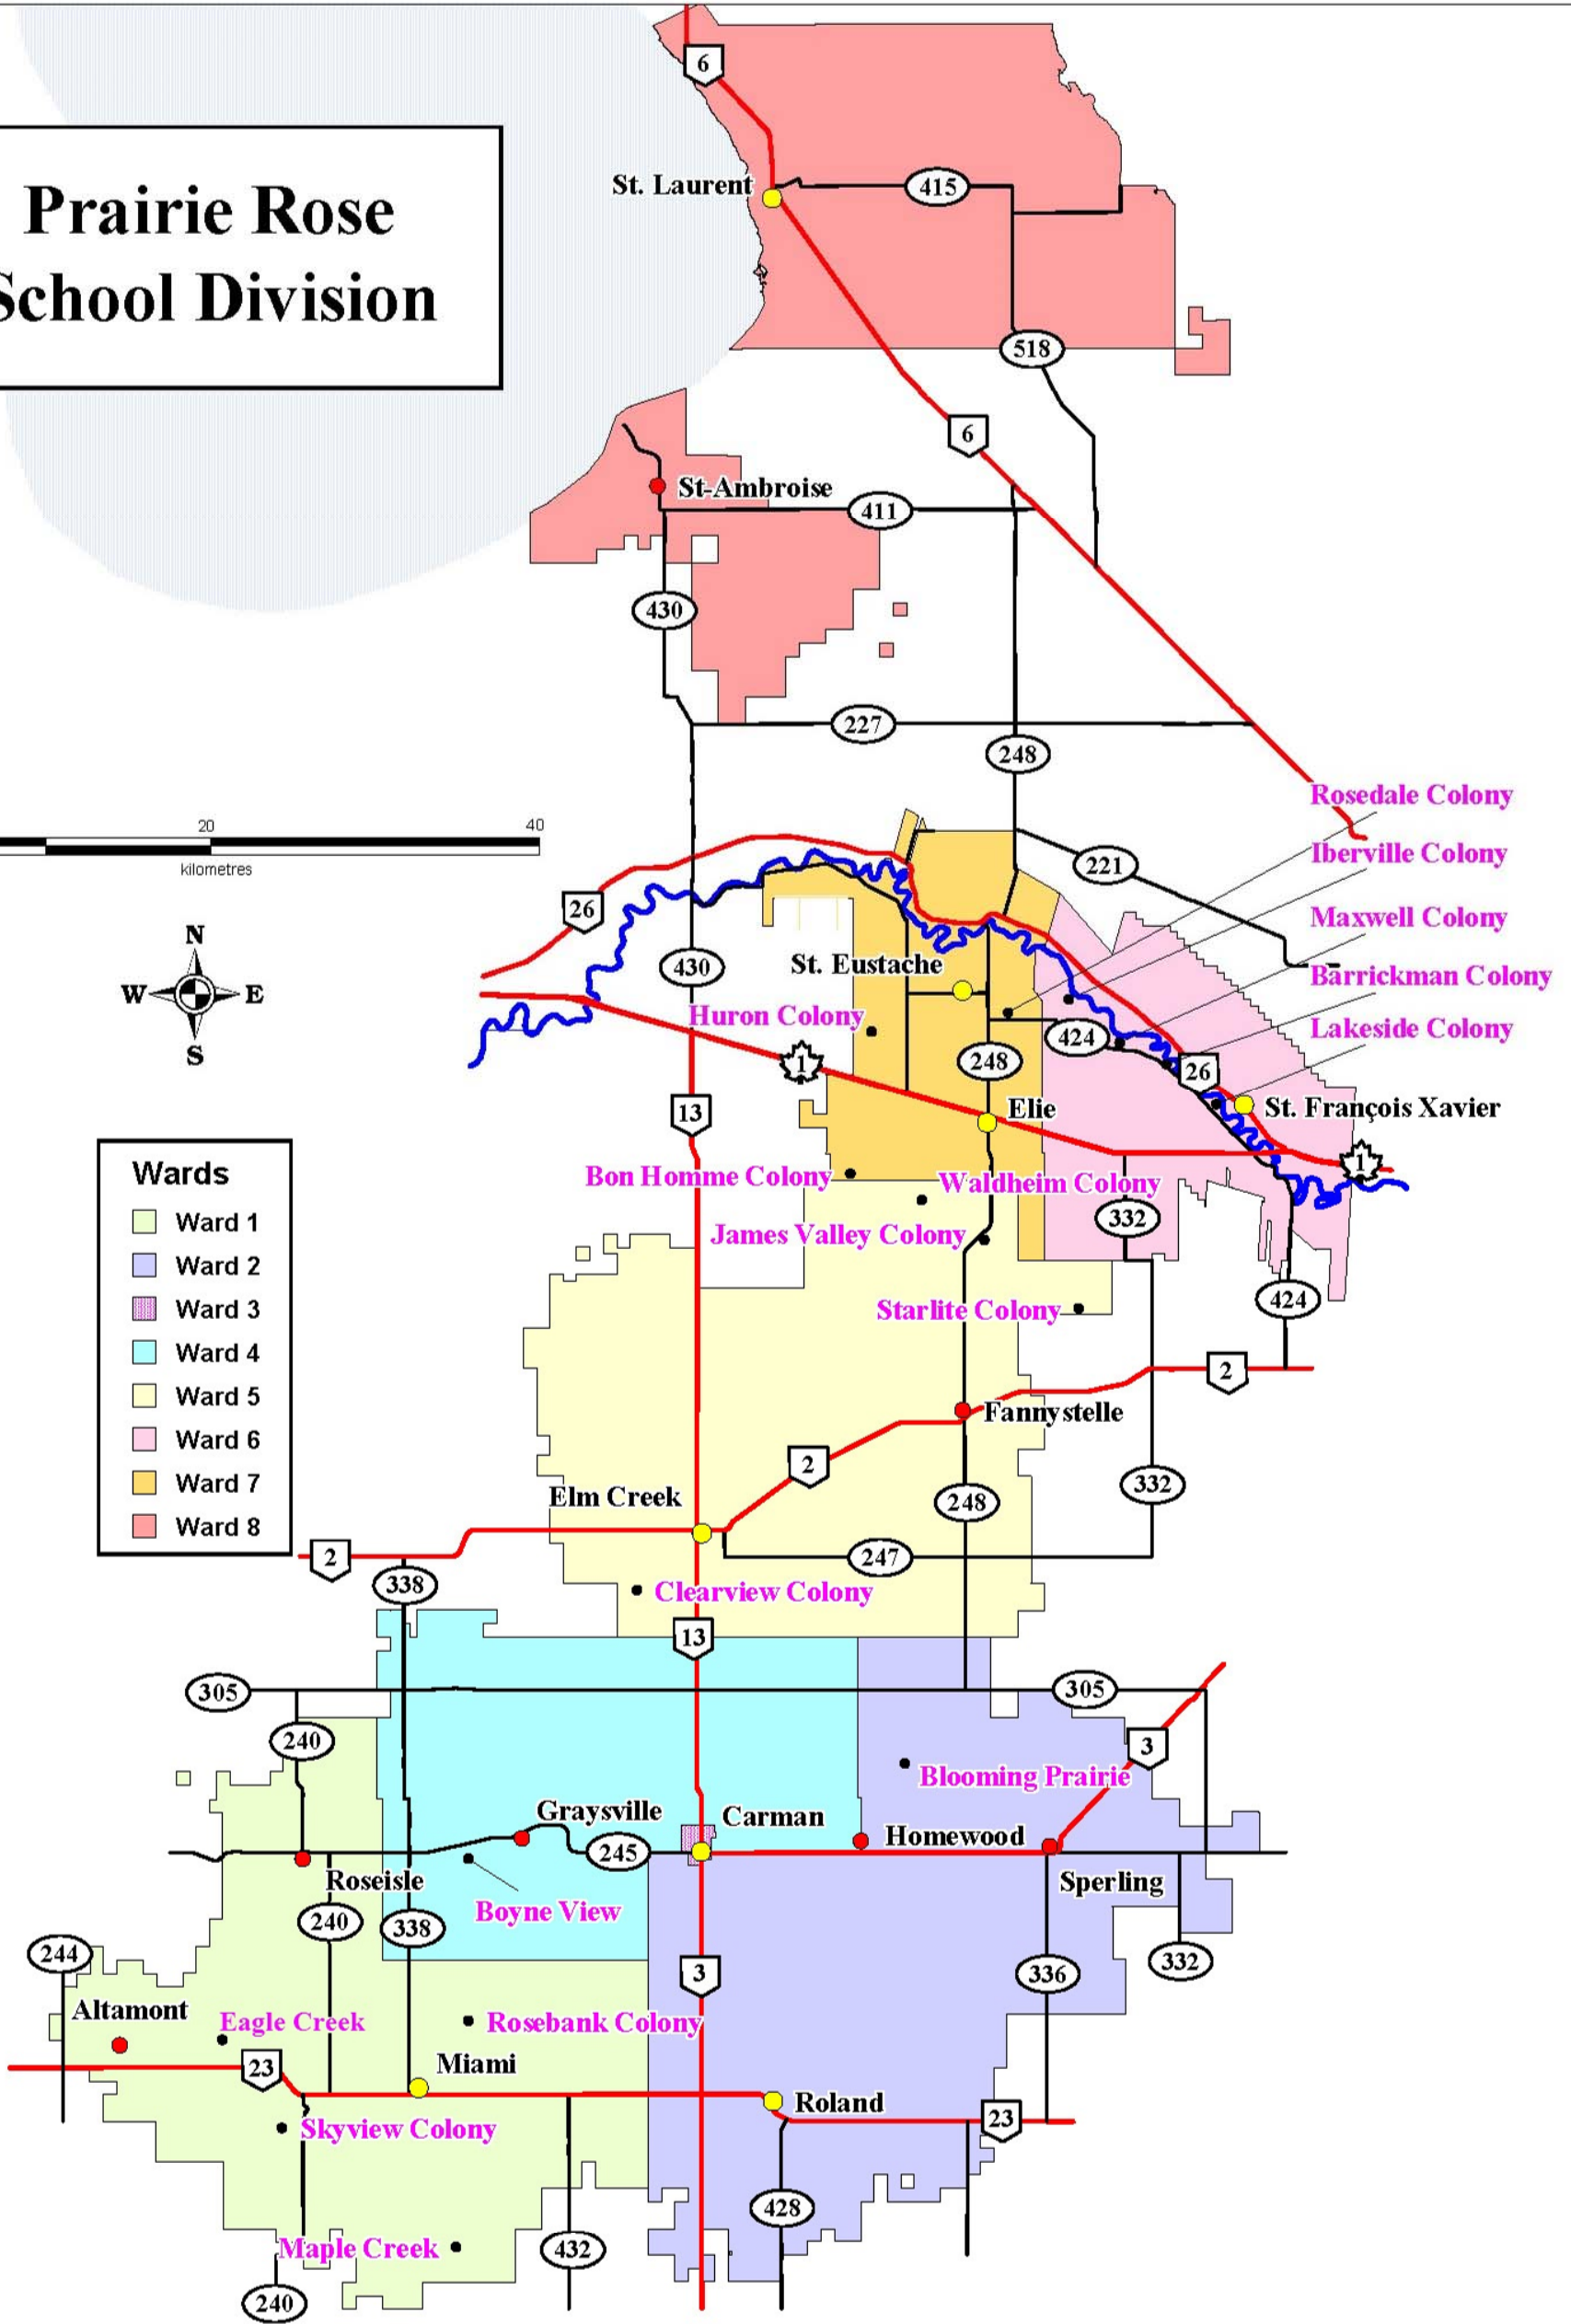 Prairie Rose
School Division
6
St. Laurent
415
518
6
St-Ambroise
411
430
227
248
Rosedale Colony
20
40
kilometres
Iberville Colony
221
26
Maxwell Colony
N
W
E
S
430
St. Eustache
Barrickman Colony
Huron Colony
424
Lakeside Colony
1
248
26
13
Elie
St. François Xavier
1
Bon Homme Colony
Waldheim Colony
332
James Valley Colony
Wards
Ward 1
Ward 2
Ward 3
Ward 4
Ward 5
Ward 6
Ward 7
Ward 8
424
Starlite Colony
2
Fannystelle
2
332
Elm Creek
248
2
247
338
Clearview Colony
13
305
305
240
3
Blooming Prairie
Graysville
Carman
Homewood
245
Roseisle
Sperling
Boyne View
240
338
244
3
336
332
Altamont
Eagle Creek
Rosebank Colony
23
Miami
Roland
23
Skyview Colony
428
Maple Creek
432
240